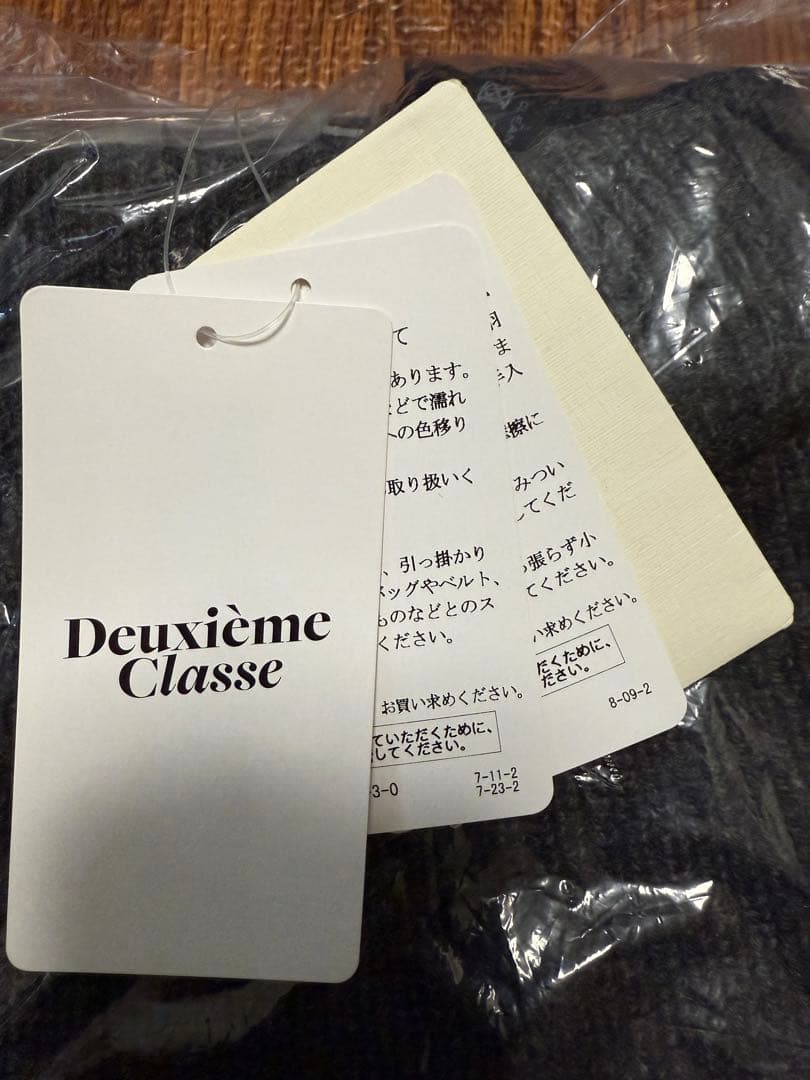 Deuxième
Classe
て
あります。
などで濡れ
への色移り
取り扱いく
、引っ掛かり
バッグやベルト、
ものなどとのス
ください。
お買い求めください。
ていただくために、
してください。
3-0
7-11-2
7-23-2
ま
入
擦に
みつい
てくだ
張らず小
てください。
い求めください。
だくために、
ださい。
8-09-2